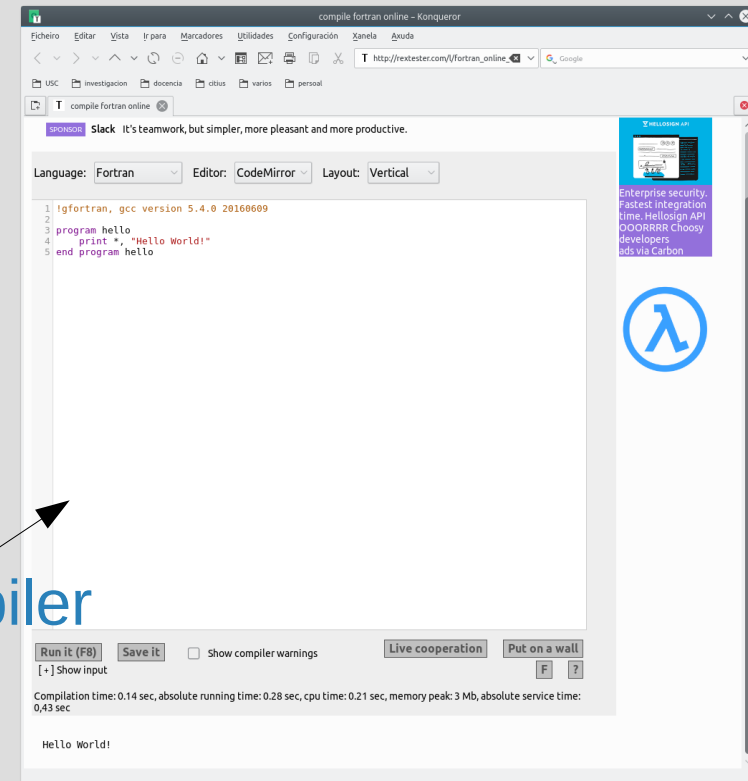 compile fortran online – Konqueror
Ficheiro Editar Vista Ir para Marcadores Utilidades Configuración Xanela Axuda
T http://rextester.com/l/fortran_online_ G Google
USC investigacion docencia citius varios persoal
T compile fortran online
SPONSOR Slack It's teamwork, but simpler, more pleasant and more productive.
HELLOSIGN API
Enterprise security.
Fastest integration
time. Hellosign API
OOORRRR Choosy
developers
ads via Carbon
λ
Language: Fortran Editor: CodeMirror Layout: Vertical
1 !gfortran, gcc version 5.4.0 20160609
2
3 program hello
4 print *, "Hello World!"
5 end program hello
piler
Run it (F8) Save it Show compiler warnings Live cooperation Put on a wall
[+] Show input F ?
Compilation time: 0.14 sec, absolute running time: 0.28 sec, cpu time: 0.21 sec, memory peak: 3 Mb, absolute service time:
0,43 sec
Hello World!